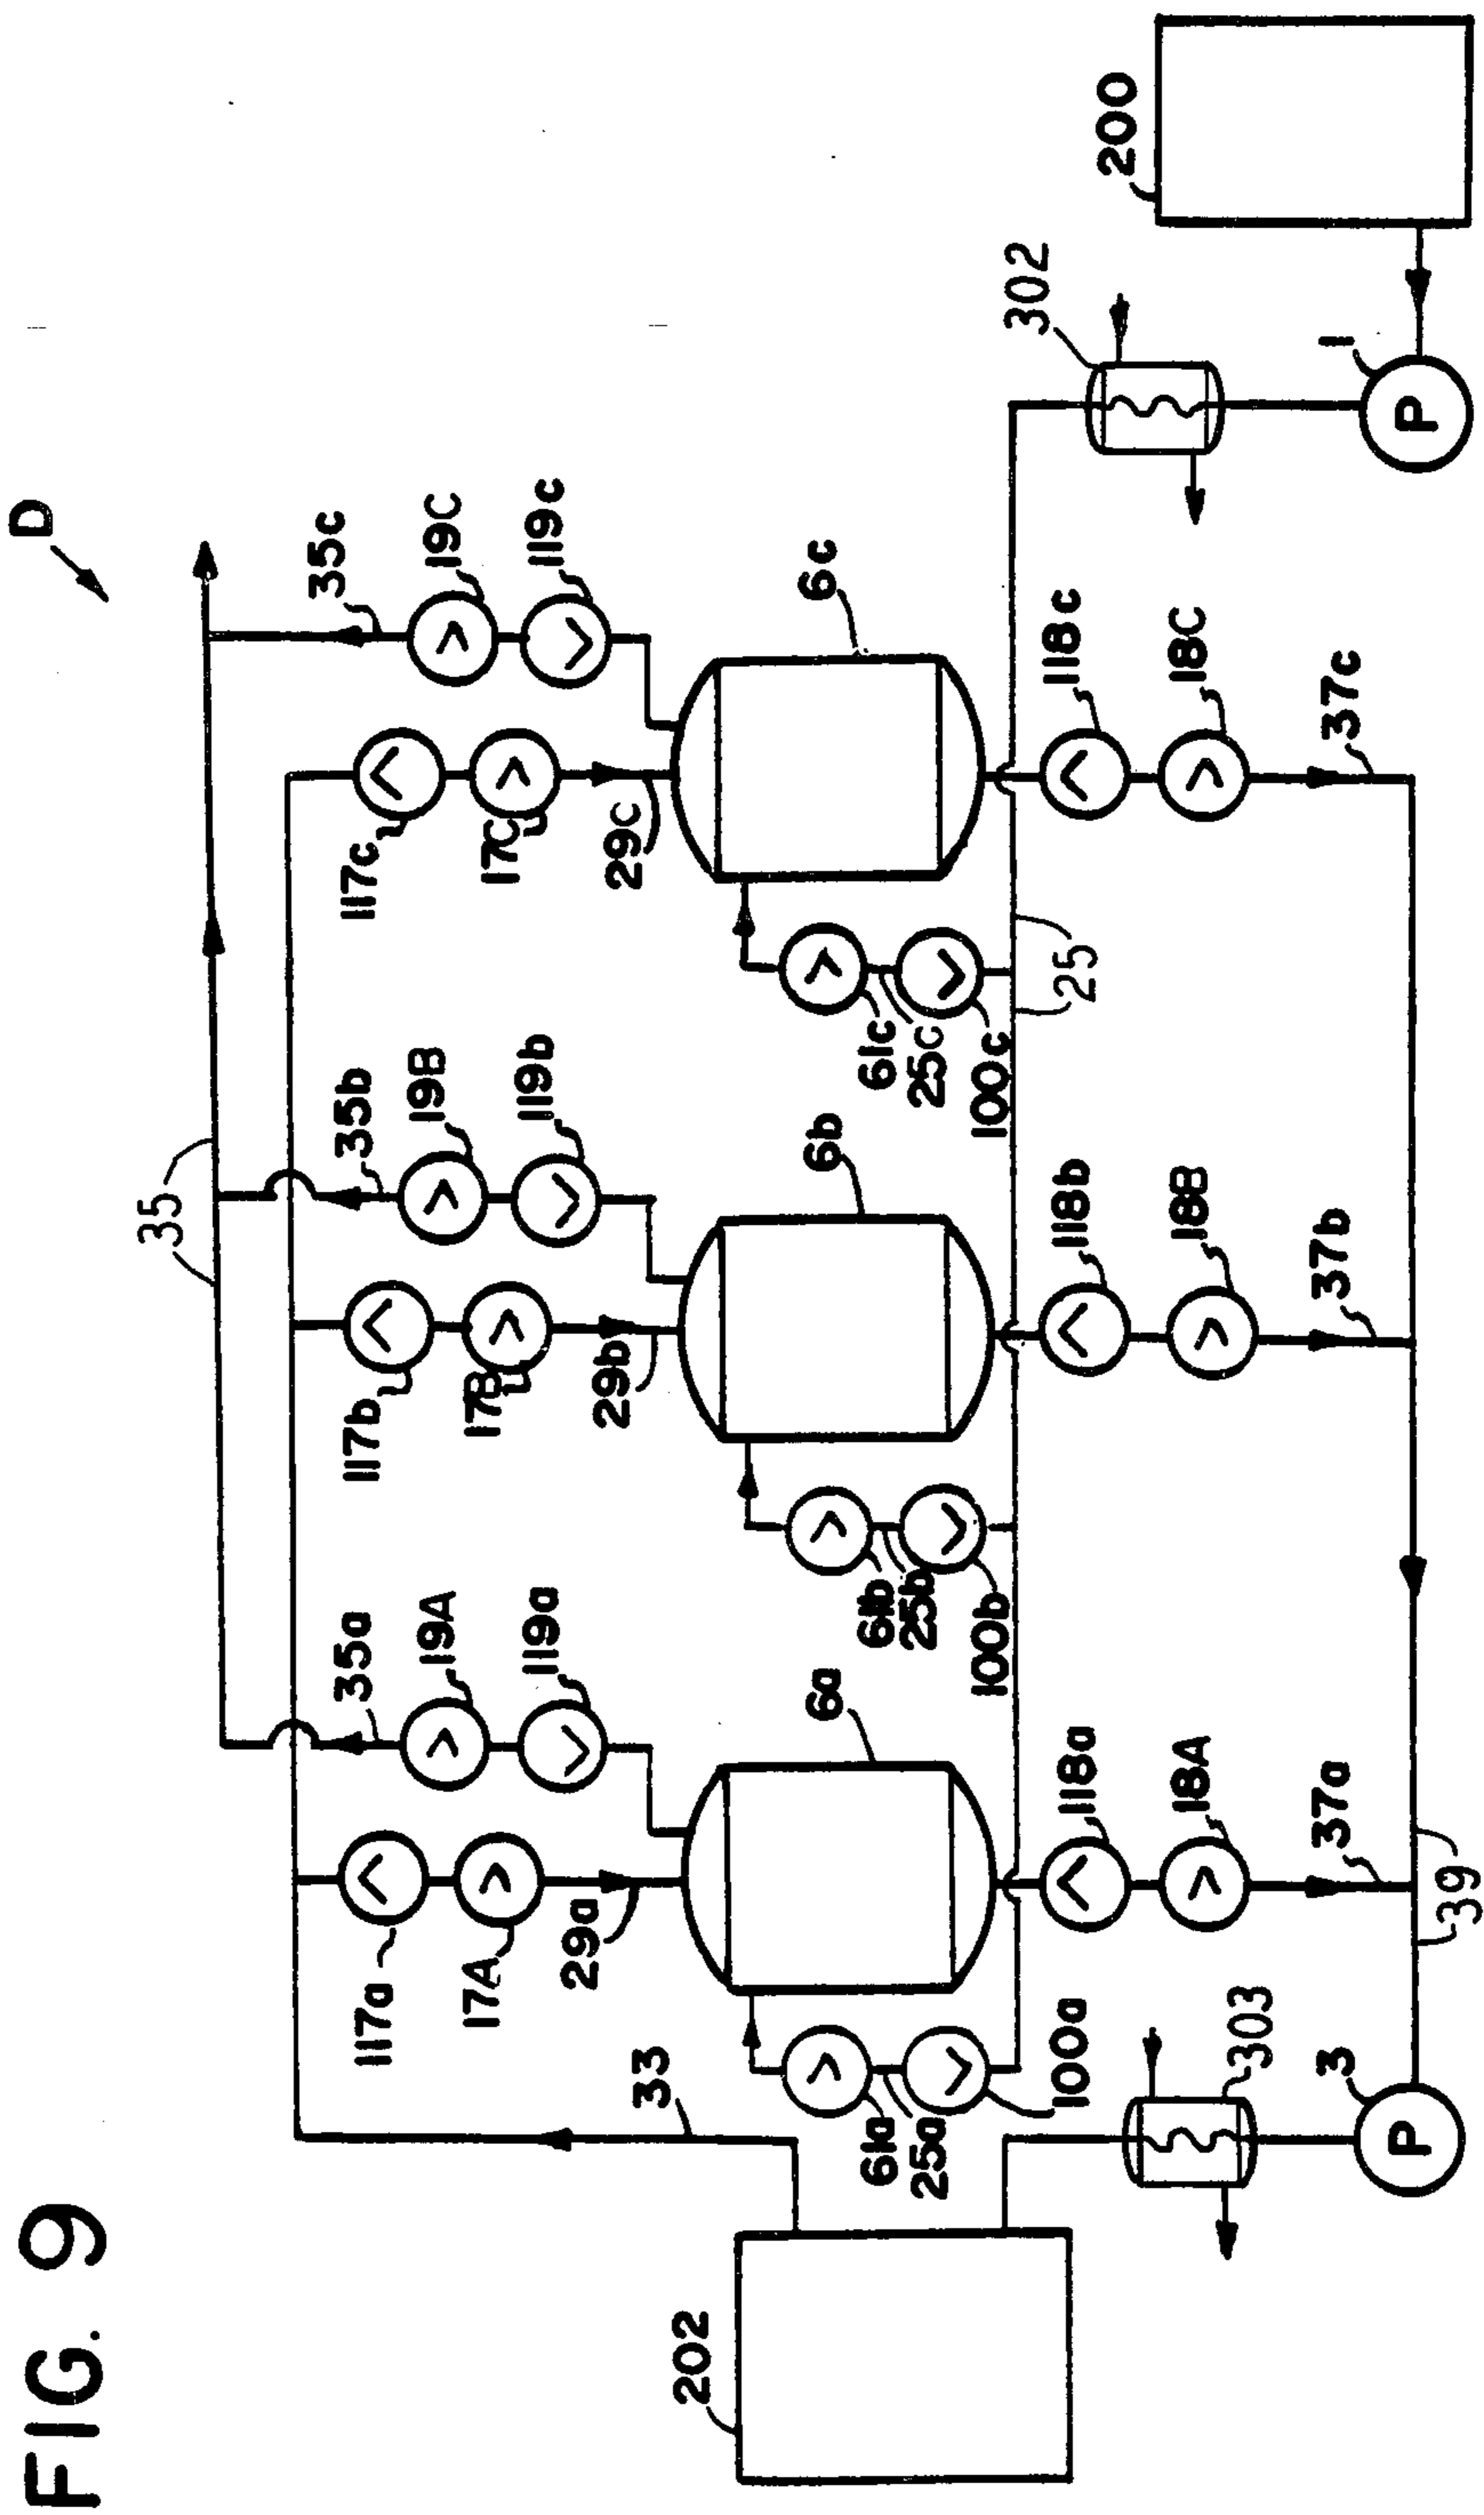 FIG. 9
D
35
35a
35b
35c
117a
117b
117c
19A
19B
19C
17A
17B
17C
119a
119b
119c
29a
29b
29C
33
202
6a
6b
6c
61a
61b
61c
25a
25b
25C
100a
100b
100c
302
25
118a
118b
118c
200
18A
18B
18C
303
3
37a
37b
37c
1
P
P
39